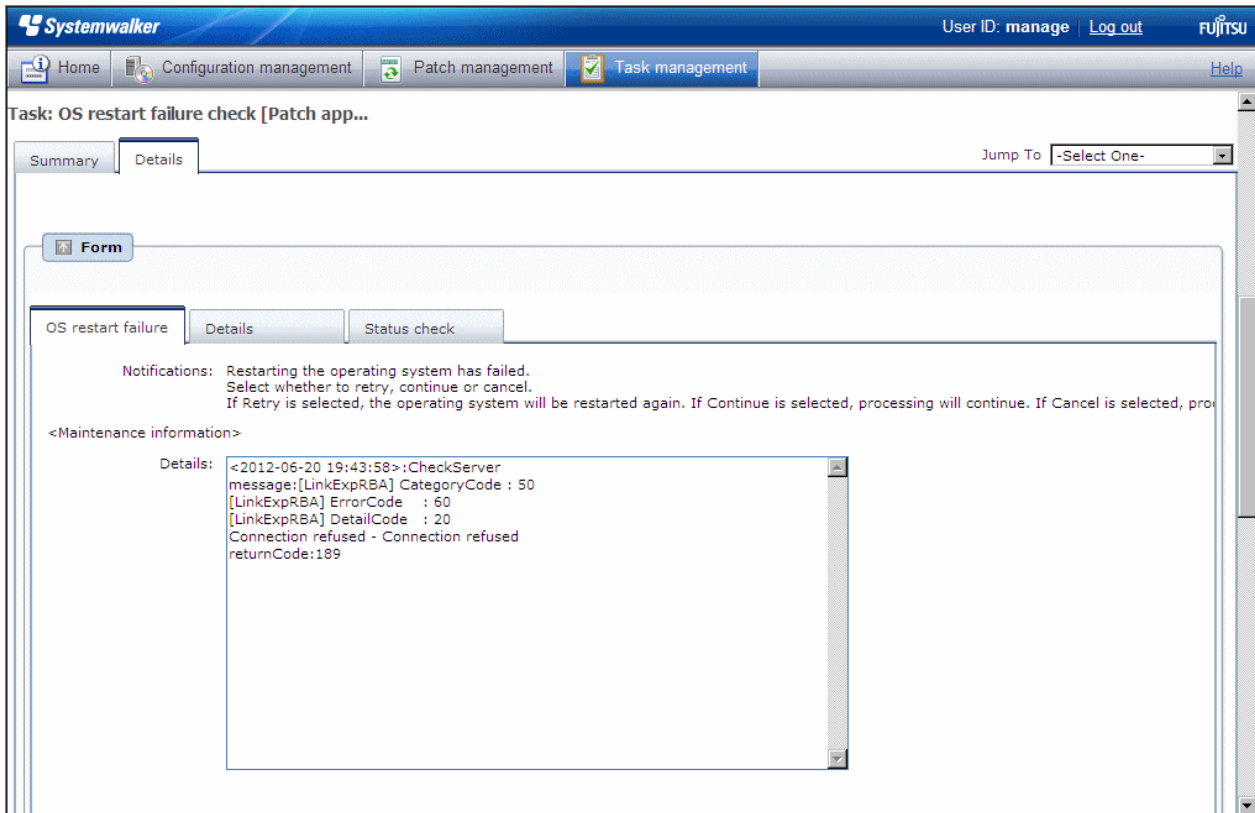 Systemwalker
User ID: manage Log out FUJITSU
Home Configuration management Patch management Task management Help
Task: OS restart failure check [Patch app...
Summary Details Jump To -Select One-
Form
OS restart failure Details Status check
Notifications: Restarting the operating system has failed.
Select whether to retry, continue or cancel.
If Retry is selected, the operating system will be restarted again. If Continue is selected, processing will continue. If Cancel is selected,
<Maintenance information>
Details: <2012-06-20 19:43:58>:CheckServer
message:[LinkExpRBA] CategoryCode : 50
[LinkExpRBA] ErrorCode : 60
[LinkExpRBA] DetailCode : 20
Connection refused - Connection refused
returnCode:189